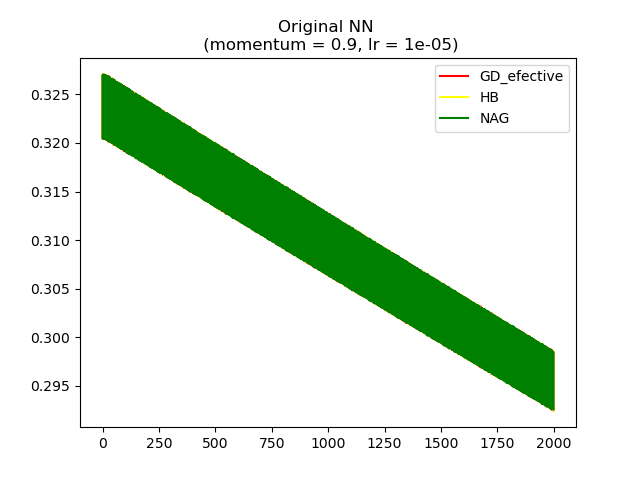 Original NN
(momentum = 0.9, lr = 1e-05)
GD_efective
HB
NAG
0.325
0.320
0.315
0.310
0.305
0.300
0.295
0 250 500 750 1000 1250 1500 1750 2000